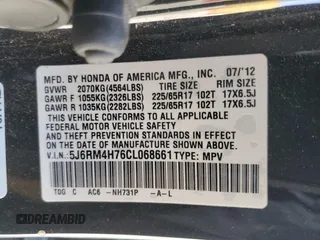 MFD. BY HONDA OF AMERICA MFG., INC. 07/'12
GVWR 2070KG(4564LBS) TIRE SIZE RIM SIZE
GAWR F 1055KG(2326LBS) 225/65R17 102T 17X6.5J
GAWR R 1035KG(2282LBS) 225/65R17 102T 17X6.5J
THIS VEHICLE CONFORMS TO ALL APPLICABLE
FEDERAL MOTOR VEHICLE SAFETY
AND THEFT PREVENTION STANDARDS IN EFFECT
ON THE DATE OF MANUFACTURE SHOWN ABOVE.
V.I.N.: 5J6RM4H76CL068661 TYPE: MPV
T0G C AC6 -NH731P -A-L
DREAMBID